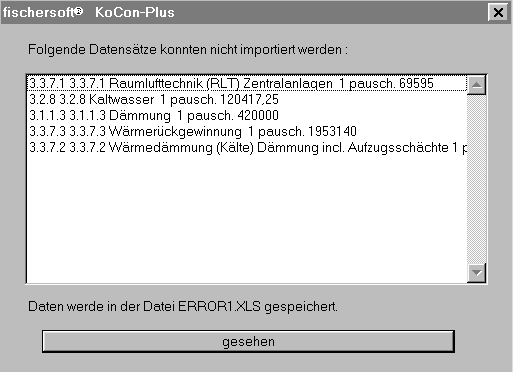 fischersoft® KoCon-Plus
Folgende Datensätze konnten nicht importiert werden :
3.3.7.1 3.3.7.1 Raumlufttechnik (RLT) Zentralanlagen 1 pausch. 69595
3.2.8 3.2.8 Kaltwasser 1 pausch. 120417,25
3.1.1.3 3.1.1.3 Dämmung 1 pausch. 420000
3.3.7.3 3.3.7.3 Wärmerückgewinnung 1 pausch. 1953140
3.3.7.2 3.3.7.2 Wärmedämmung (Kälte) Dämmung incl. Aufzugsschächte 1 p
Daten werde in der Datei ERROR1.XLS gespeichert.
gesehen